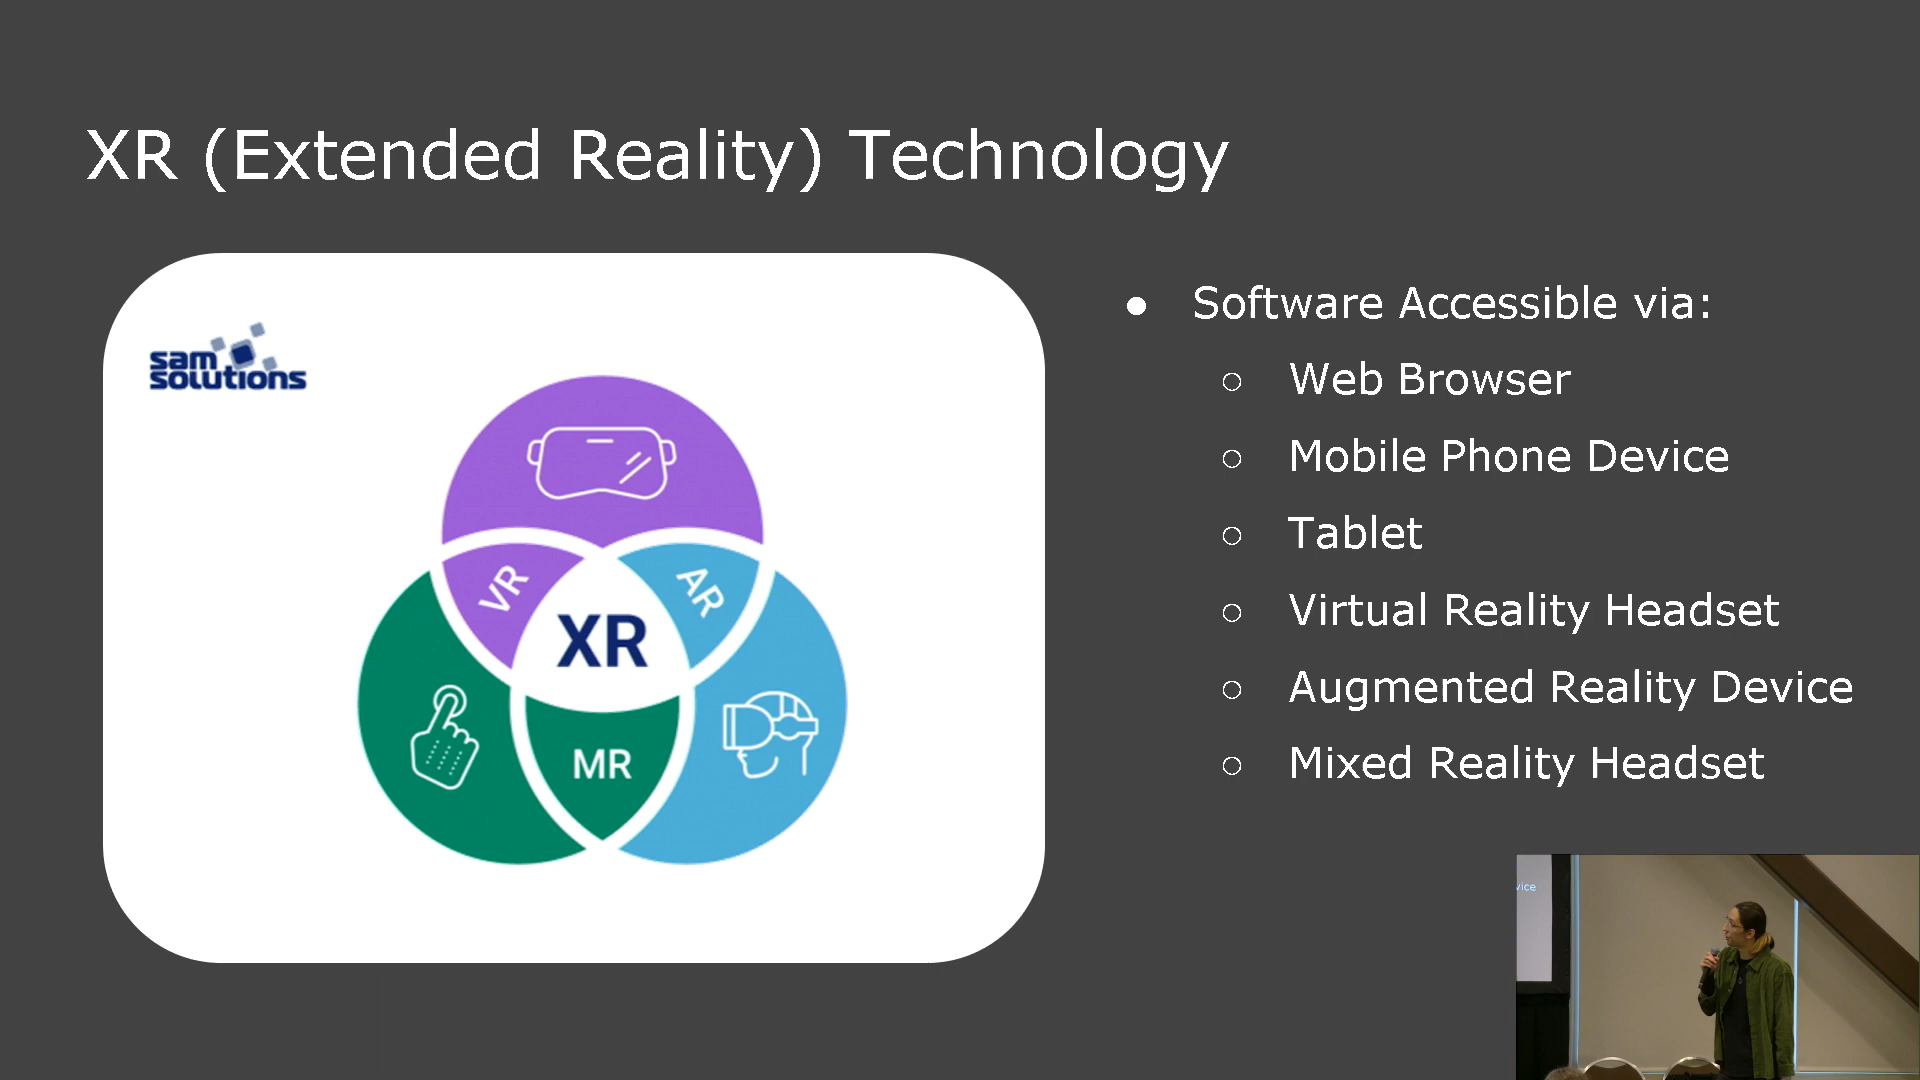 XR (Extended Reality) Technology
sam
solutions
VR
AR
XR
MR
● Software Accessible via:
○ Web Browser
○ Mobile Phone Device
○ Tablet
○ Virtual Reality Headset
○ Augmented Reality Device
○ Mixed Reality Headset
vice